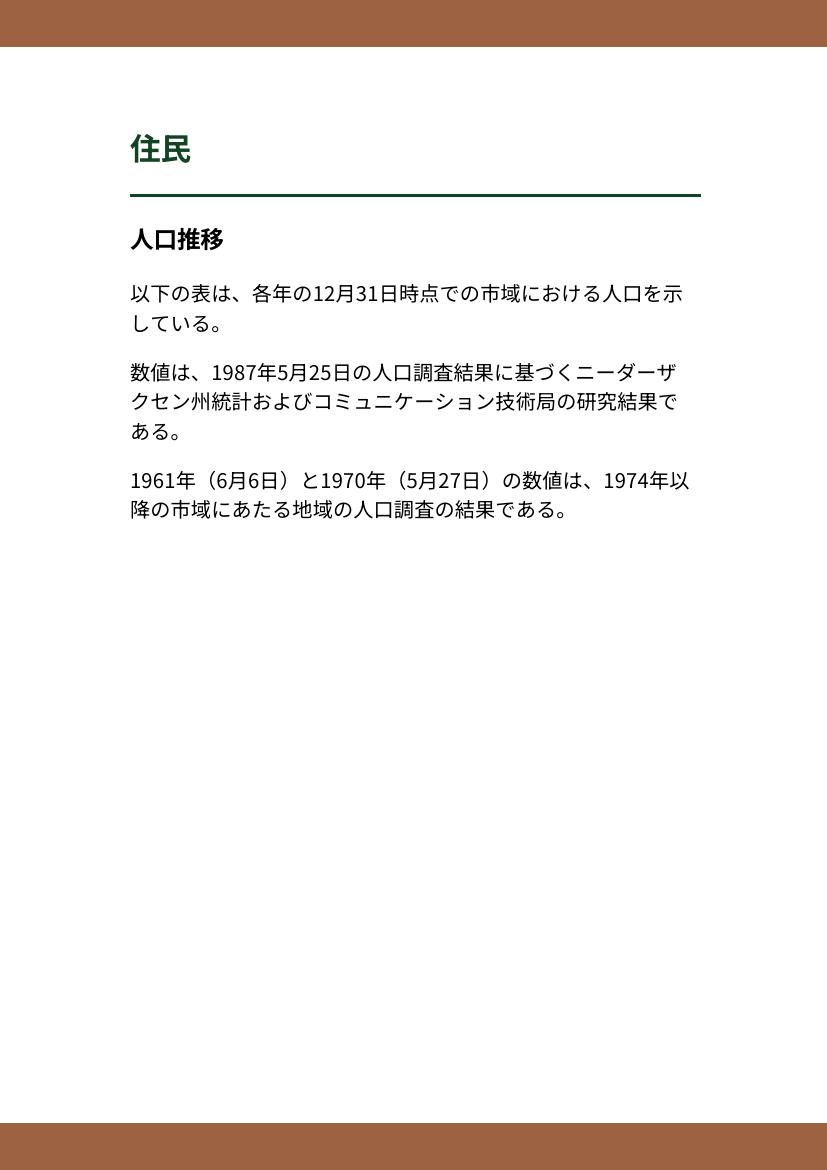 住民
人口推移
以下の表は、各年の12月31日時点での市域における人口を示
している。
数値は、1987年5月25日の人口調査結果に基づくニーダーザ
クセン州統計およびコミュニケーション技術局の研究結果で
ある。
1961年（6月6日）と1970年（5月27日）の数値は、1974年以
降の市域にあたる地域の人口調査の結果である。